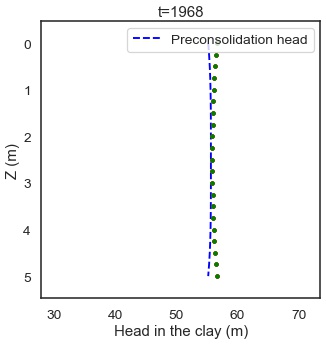 t=1968
Preconsolidation head
0
1
2
3
4
5
Z (m)
30 40 50 60 70
Head in the clay (m)